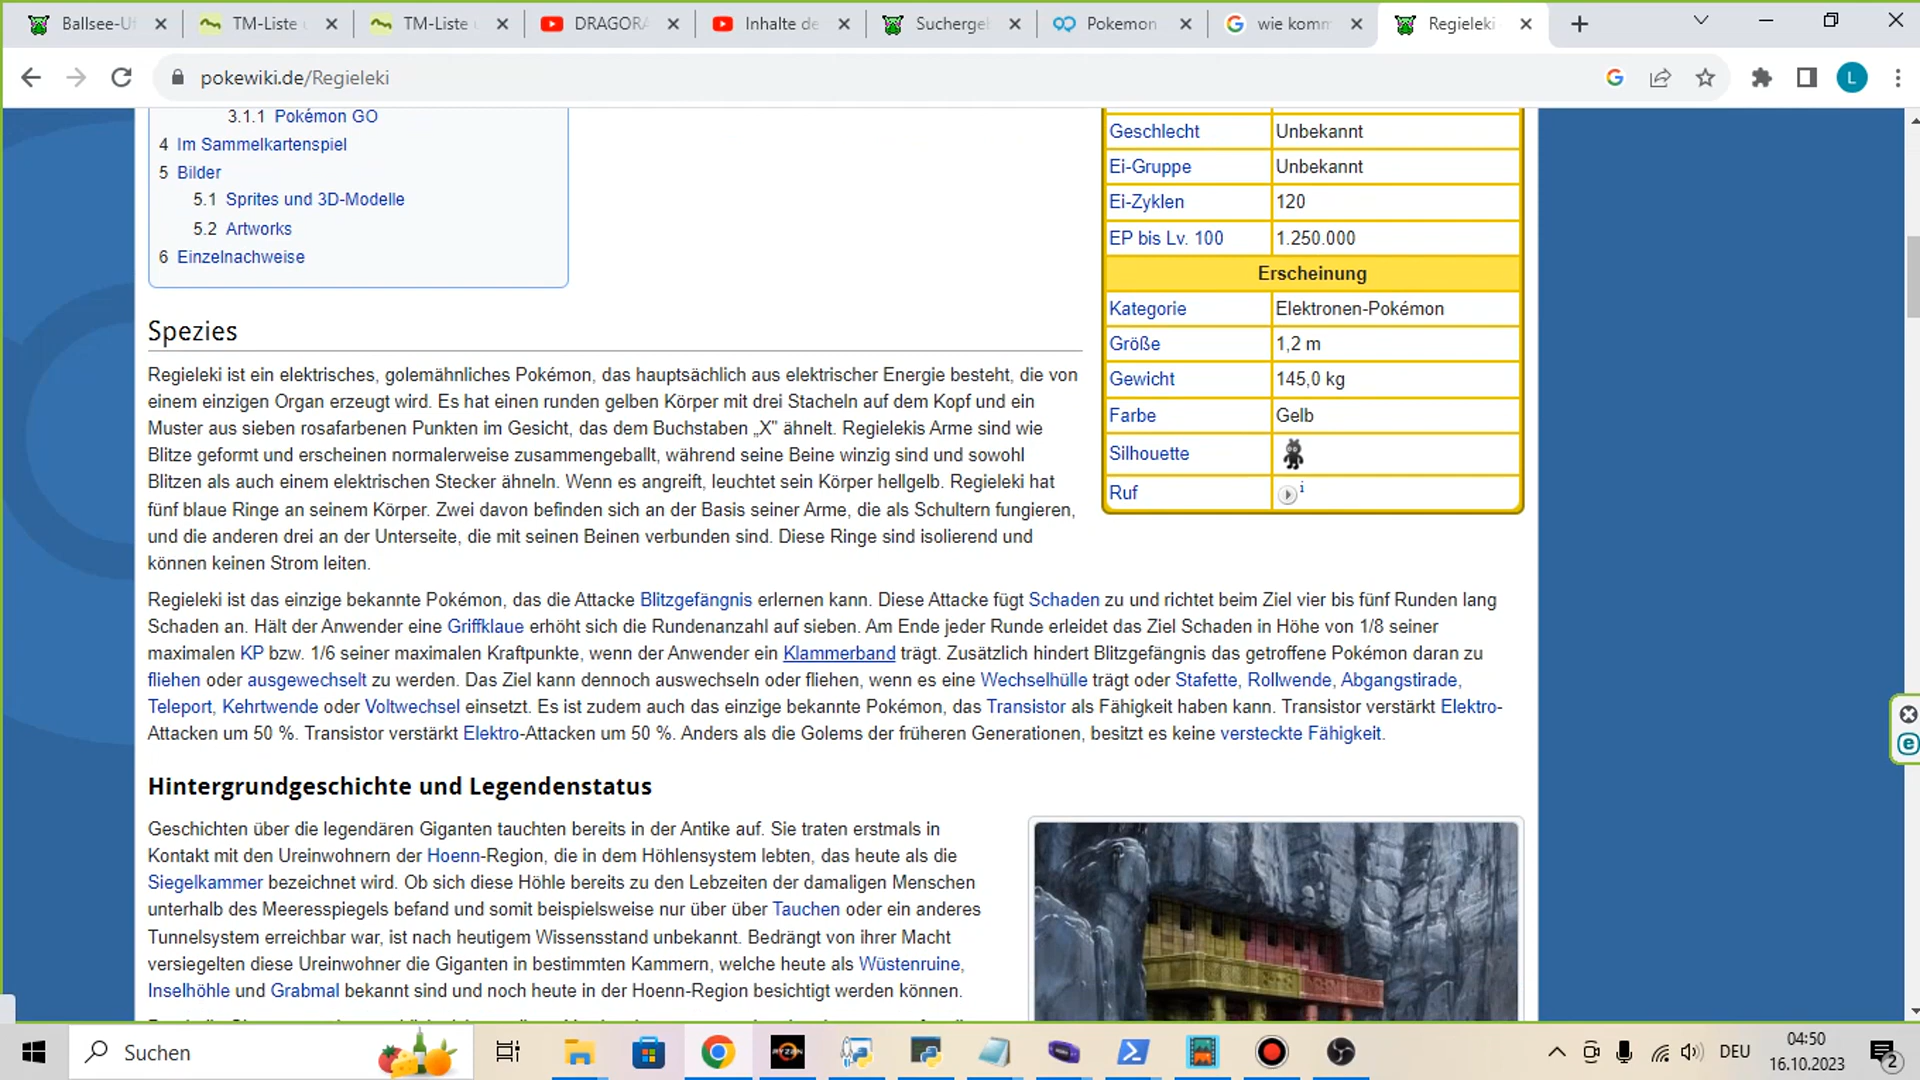 Ballsee-Uf
TM-Liste
TM-Liste
DRAGORA
Inhalte de
Suchergeb
Pokemon
wie komm
Regieleki
pokewiki.de/Regieleki
L
3.1.1 Pokémon GO
4 Im Sammelkartenspiel
5 Bilder
5.1 Sprites und 3D-Modelle
5.2 Artworks
6 Einzelnachweise
Geschlecht Unbekannt
Ei-Gruppe Unbekannt
Ei-Zyklen 120
EP bis Lv. 100 1.250.000
Erscheinung
Kategorie Elektronen-Pokémon
Größe 1,2 m
Gewicht 145,0 kg
Farbe Gelb
Silhouette
Ruf i
Spezies
Regieleki ist ein elektrisches, golemähnliches Pokémon, das hauptsächlich aus elektrischer Energie besteht, die von
einem einzigen Organ erzeugt wird. Es hat einen runden gelben Körper mit drei Stacheln auf dem Kopf und ein
Muster aus sieben rosafarbenen Punkten im Gesicht, das dem Buchstaben „X” ähnelt. Regielekis Arme sind wie
Blitze geformt und erscheinen normalerweise zusammengeballt, während seine Beine winzig sind und sowohl
Blitzen als auch einem elektrischen Stecker ähneln. Wenn es angreift, leuchtet sein Körper hellgelb. Regieleki hat
fünf blaue Ringe an seinem Körper. Zwei davon befinden sich an der Basis seiner Arme, die als Schultern fungieren,
und die anderen drei an der Unterseite, die mit seinen Beinen verbunden sind. Diese Ringe sind isolierend und
können keinen Strom leiten.
Regieleki ist das einzige bekannte Pokémon, das die Attacke Blitzgefängnis erlernen kann. Diese Attacke fügt Schaden zu und richtet beim Ziel vier bis fünf Runden lang
Schaden an. Hält der Anwender eine Griffklaue erhöht sich die Rundenanzahl auf sieben. Am Ende jeder Runde erleidet das Ziel Schaden in Höhe von 1/8 seiner
maximalen KP bzw. 1/6 seiner maximalen Kraftpunkte, wenn der Anwender ein Klammerband trägt. Zusätzlich hindert Blitzgefängnis das getroffene Pokémon daran zu
fliehen oder ausgewechselt zu werden. Das Ziel kann dennoch auswechseln oder fliehen, wenn es eine Wechselhülle trägt oder Stafette, Rollwende, Abgangstirade,
Teleport, Kehrtwende oder Voltwechsel einsetzt. Es ist zudem auch das einzige bekannte Pokémon, das Transistor als Fähigkeit haben kann. Transistor verstärkt Elektro-
Attacken um 50 %. Transistor verstärkt Elektro-Attacken um 50 %. Anders als die Golems der früheren Generationen, besitzt es keine versteckte Fähigkeit.
Hintergrundgeschichte und Legendenstatus
Geschichten über die legendären Giganten tauchten bereits in der Antike auf. Sie traten erstmals in
Kontakt mit den Ureinwohnern der Hoenn-Region, die in dem Höhlensystem lebten, das heute als die
Siegelkammer bezeichnet wird. Ob sich diese Höhle bereits zu den Lebzeiten der damaligen Menschen
unterhalb des Meeresspiegels befand und somit beispielsweise nur über über Tauchen oder ein anderes
Tunnelsystem erreichbar war, ist nach heutigem Wissensstand unbekannt. Bedrängt von ihrer Macht
versiegelten diese Ureinwohner die Giganten in bestimmten Kammern, welche heute als Wüstenruine,
Inselhöhle und Grabmal bekannt sind und noch heute in der Hoenn-Region besichtigt werden können.
Suchen
RYZEN
DEU
04:50
16.10.2023
2